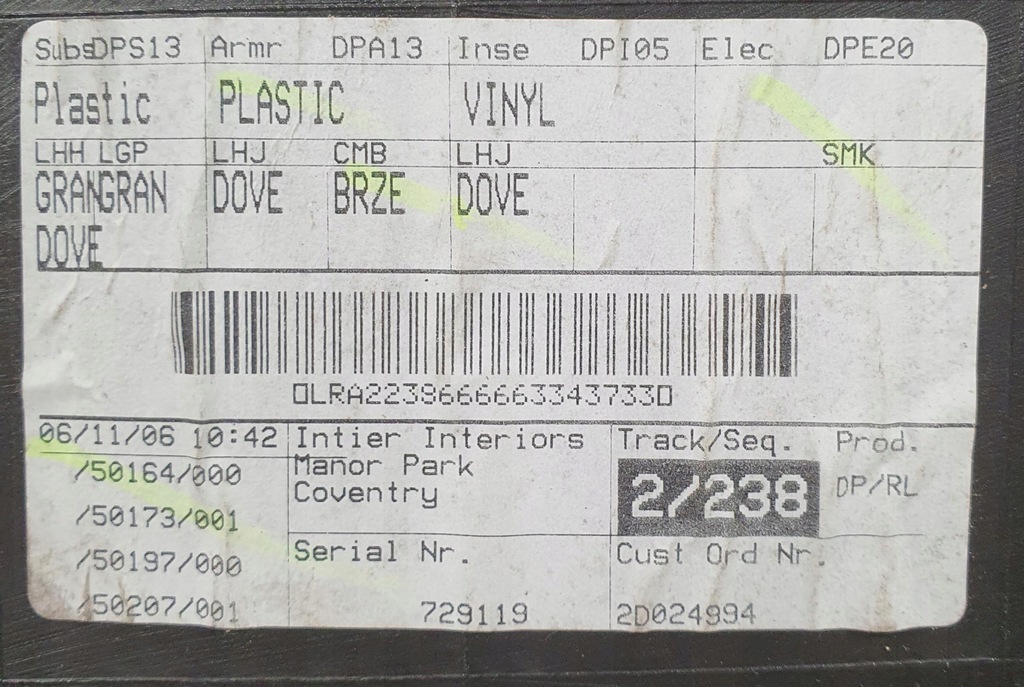 SubsDPS13 Armr DPA13 Inse DPI05 Elec DPE20
Plastic PLASTIC VINYL
LHH LGP LHJ CMB LHJ SMK
GRANGRAN DOVE BRZE DOVE
DOVE
0LRA22396666633437330
06/11/06 10:42 Intier Interiors Track/Seq. Prod.
/50164/000 Manor Park 2/238 DP/RL
Coventry
/50173/001
/50197/000 Serial Nr. Cust Ord Nr.
/50207/001 729119 2D024994